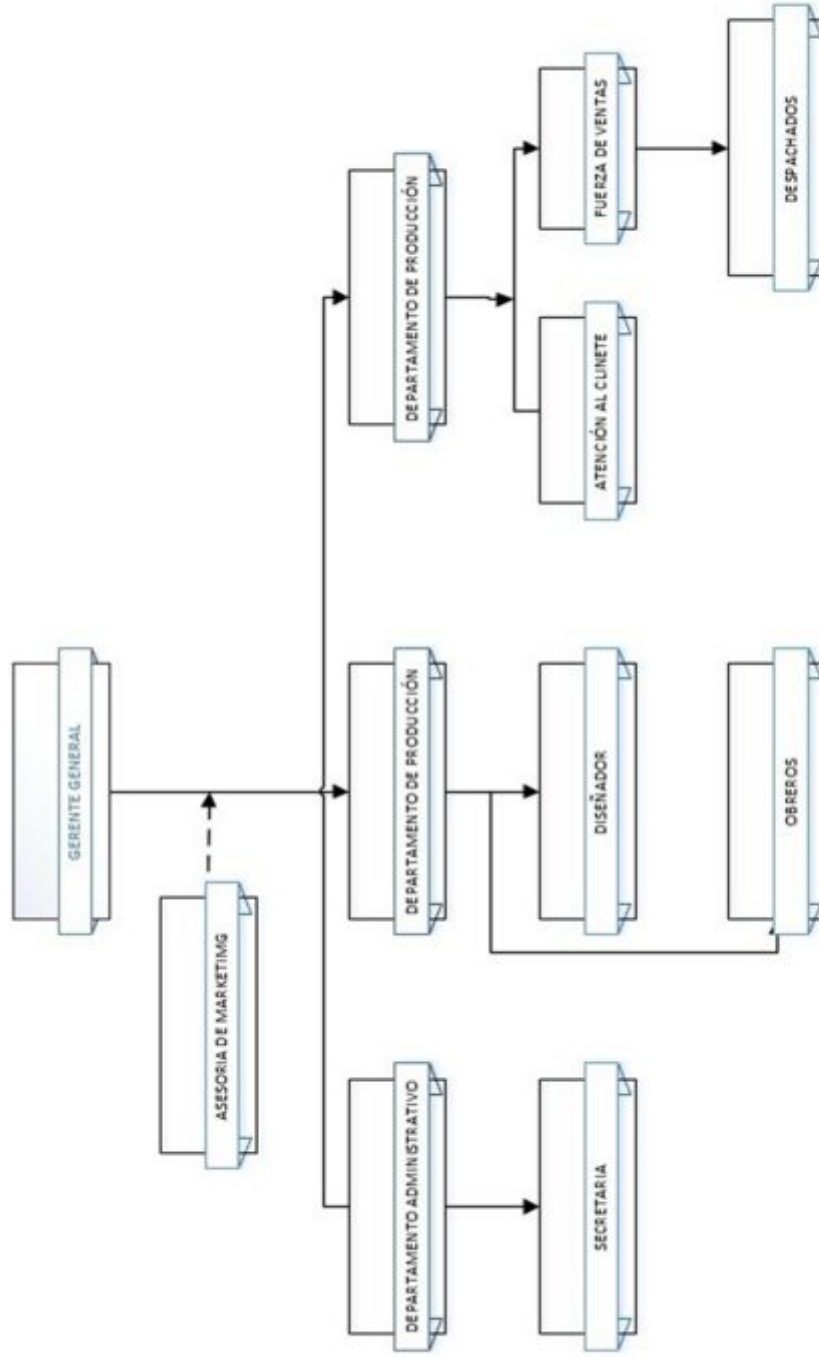 GERENTE GENERAL
ASESORIA DE MARKETIMG
DEPARTAMENTO ADMINISTRATIVO
DEPARTAMENTO DE PRODUCCIÓN
DEPARTAMENTO DE PRODUCCIÓN
SECRETARIA
DISEÑADOR
ATENCIÓN AL CLINETE
FUERZA DE VENTAS
OBREROS
DESPACHADOS